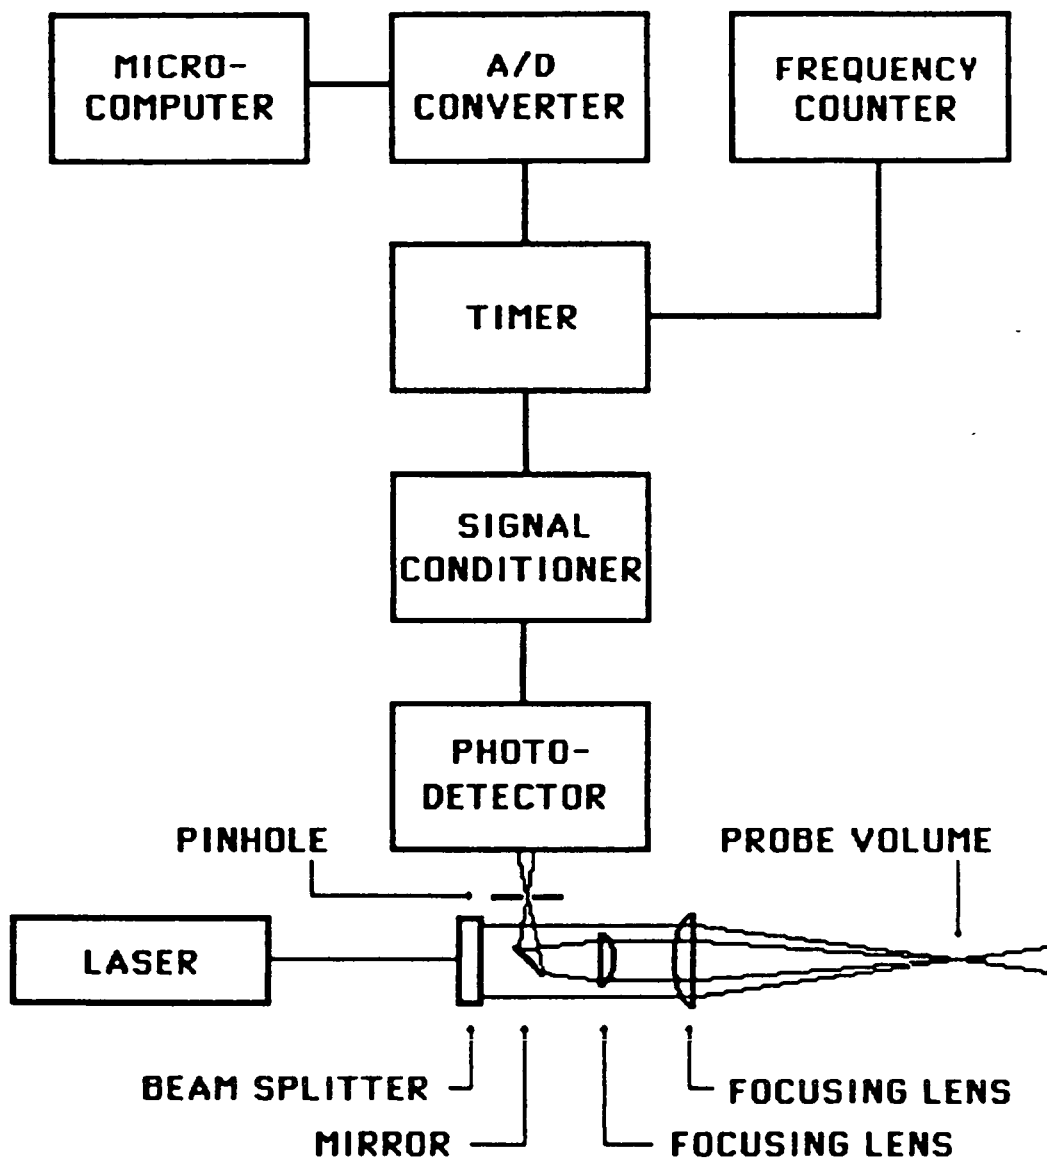 MICRO-
COMPUTER
A/D
CONVERTER
FREQUENCY
COUNTER
TIMER
SIGNAL
CONDITIONER
PHOTO-
DETECTOR
PINHOLE
PROBE VOLUME
LASER
BEAM SPLITTER
FOCUSING LENS
MIRROR
FOCUSING LENS